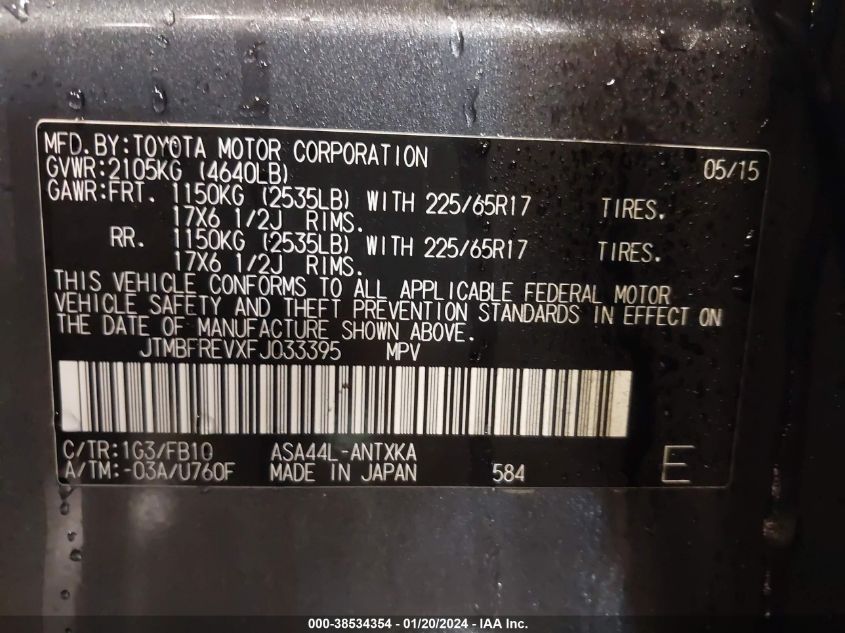 MFD.BY:TOYOTA MOTOR CORPORATION 05/15
GVWR:2105KG (4640LB)
GAWR:FRT. 1150KG (2535LB) WITH 225/65R17 TIRES.
17X6 1/2J RIMS.
RR. 1150KG (2535LB) WITH 225/65R17 TIRES.
17X6 1/2J RIMS.
THIS VEHICLE CONFORMS TO ALL APPLICABLE FEDERAL MOTOR
VEHICLE SAFETY AND THEFT PREVENTION STANDARDS IN EFFECT ON
THE DATE OF MANUFACTURE SHOWN ABOVE.
JTMBFREVXFJ033395 MPV
C/TR:1G3/FB10 ASA44L-ANTXKA
A/TM:-03A/U760F MADE IN JAPAN 584 E
000-38534354 - 01/20/2024 - IAA Inc.